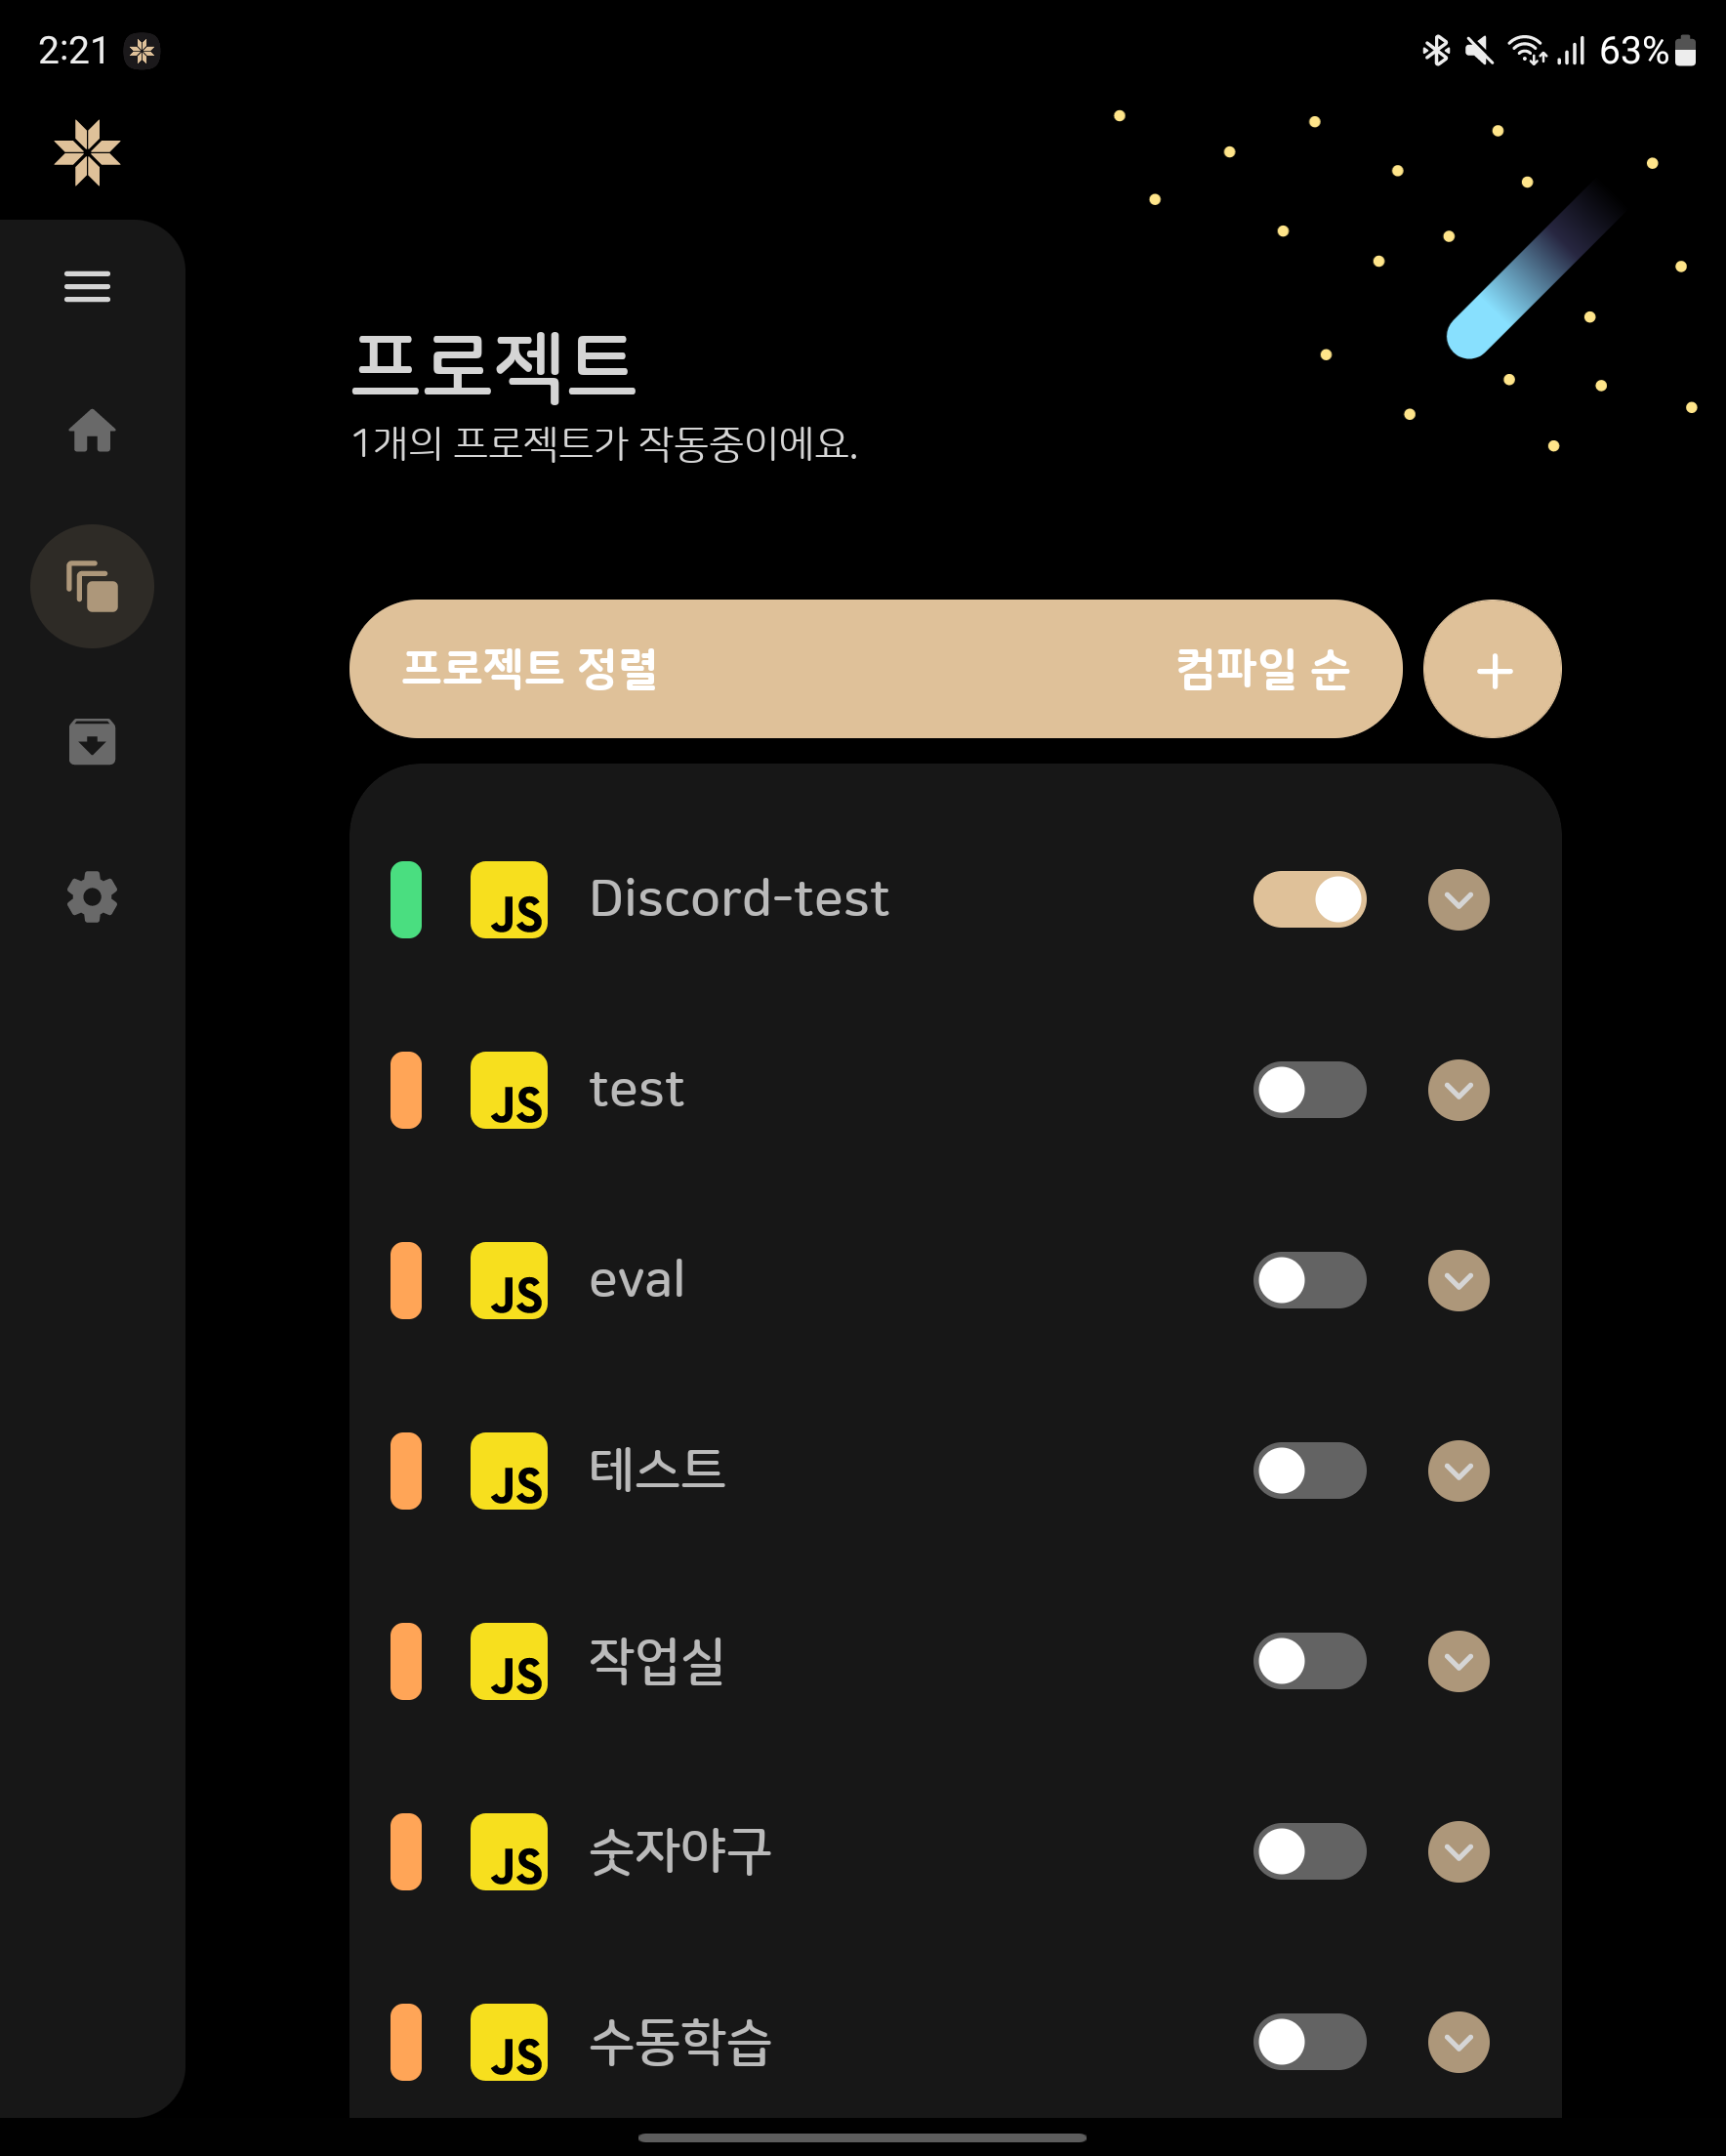 2:21 63%
프로젝트
1개의 프로젝트가 작동중이에요.
프로젝트 정렬 컴파일 순
JS Discord-test
JS test
JS eval
JS 테스트
JS 작업실
JS 숫자야구
JS 수동학습